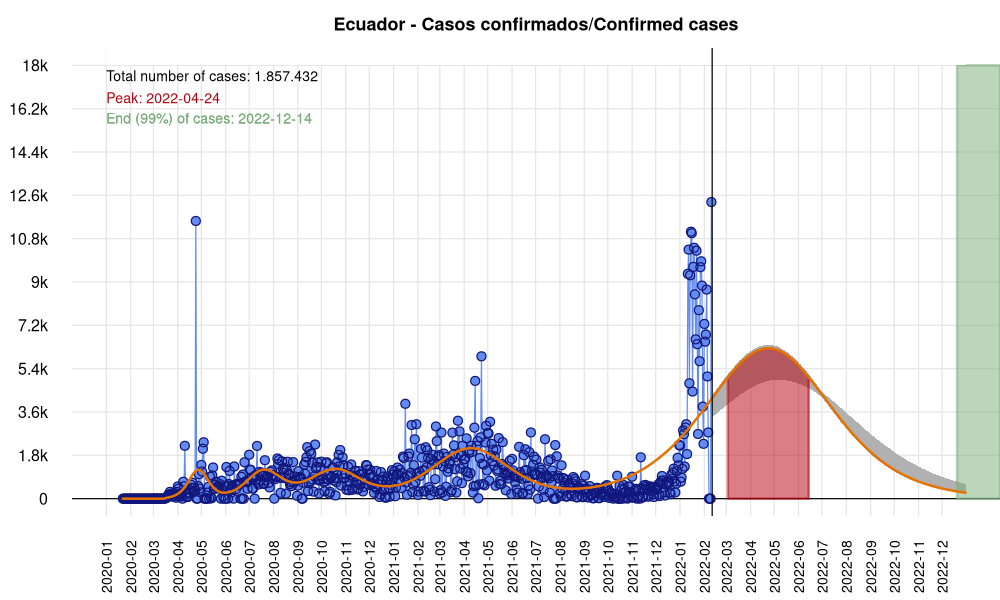 Ecuador - Casos confirmados/Confirmed cases
18k
16.2k
14.4k
12.6k
10.8k
9k
7.2k
5.4k
3.6k
1.8k
0
Total number of cases: 1.857.432
Peak: 2022-04-24
End (99%) of cases: 2022-12-14
2020-01
2020-02
2020-03
2020-04
2020-05
2020-06
2020-07
2020-08
2020-09
2020-10
2020-11
2020-12
2021-01
2021-02
2021-03
2021-04
2021-05
2021-06
2021-07
2021-08
2021-09
2021-10
2021-11
2021-12
2022-01
2022-02
2022-03
2022-04
2022-05
2022-06
2022-07
2022-08
2022-09
2022-10
2022-11
2022-12